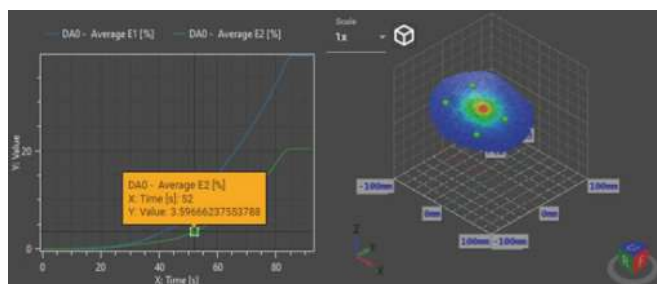 DA0 - Average E1 [%]
DA0 - Average E2 [%]
Scale
1x
Y: Value
0
DA0 - Average E2 [%]
X: Time [s]: 52
Y: Value: 3.59666237553788
0
20
40
60
80
X: Time [s]
-100mm
100mm
0mm
0mm
100mm
-100mm